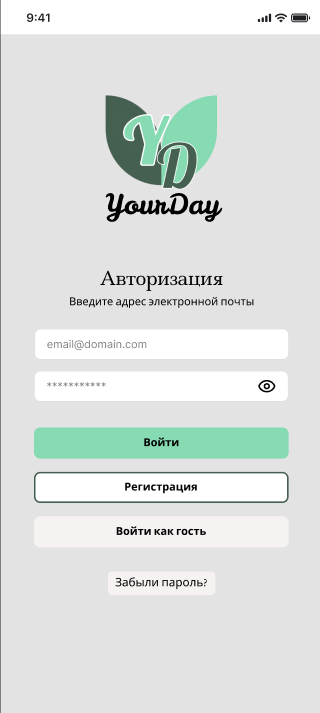 9:41
YD
YourDay
Авторизация
Введите адрес электронной почты
email@domain.com
***********
Войти
Регистрация
Войти как гость
Забыли пароль?